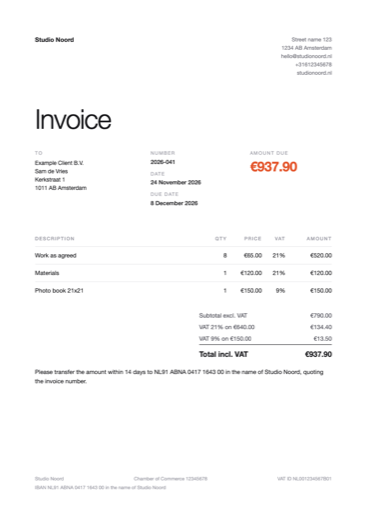 Studio Noord
Street name 123
1234 AB Amsterdam
hello@studionoord.nl
+31612345678
studionoord.nl
Invoice
TO
Example Client B.V.
Sam de Vries
Kerkstraat 1
1011 AB Amsterdam
NUMBER
2026-041
DATE
24 November 2026
DUE DATE
8 December 2026
AMOUNT DUE
€937.90
DESCRIPTION QTY PRICE VAT AMOUNT
Work as agreed 8 €65.00 21% €520.00
Materials 1 €120.00 21% €120.00
Photo book 21x21 1 €150.00 9% €150.00
Subtotal excl. VAT €790.00
VAT 21% on €640.00 €134.40
VAT 9% on €150.00 €13.50
Total incl. VAT €937.90
Please transfer the amount within 14 days to NL91 ABNA 0417 1643 00 in the name of Studio Noord, quoting
the invoice number.
Studio Noord Chamber of Commerce 12345678 VAT ID NL001234567B01
IBAN NL91 ABNA 0417 1643 00 in the name of Studio Noord